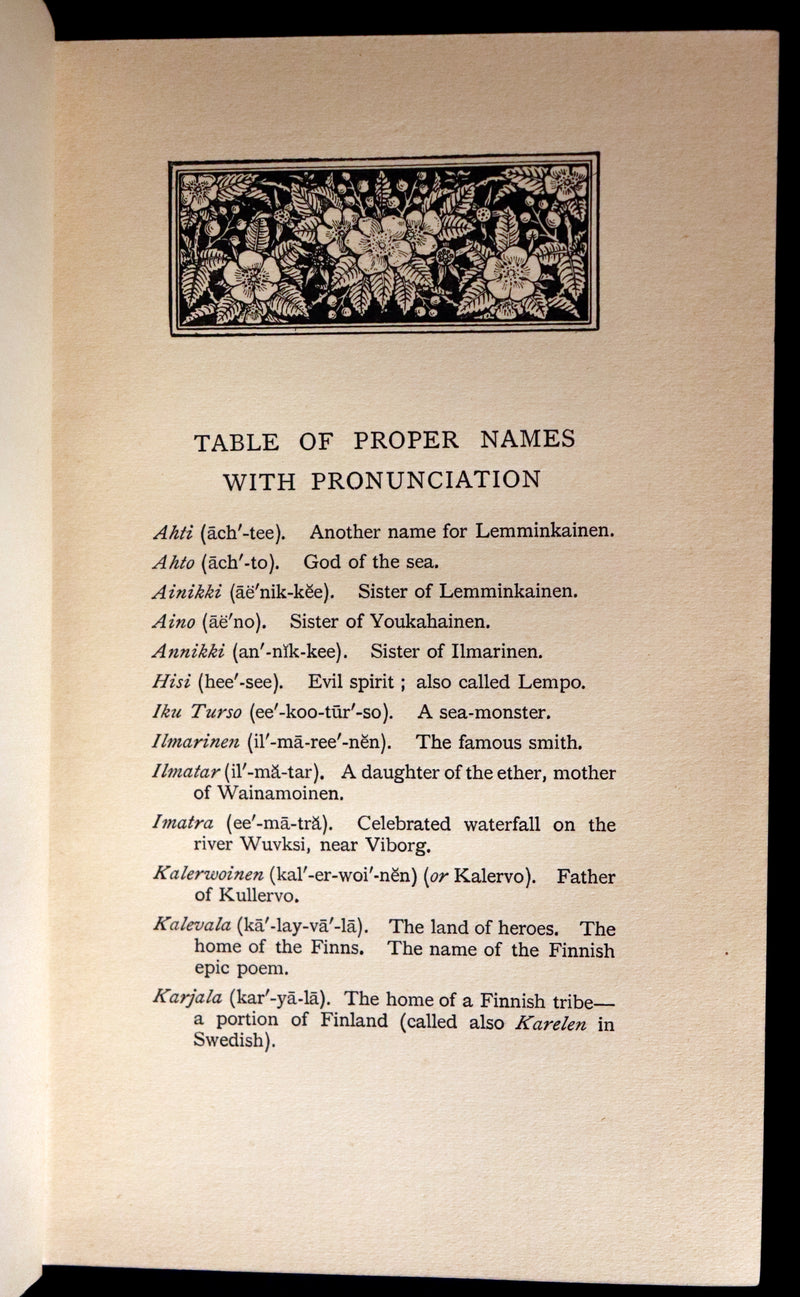 TABLE OF PROPER NAMES
WITH PRONUNCIATION
Ahti (āch′-tee). Another name for Lemminkainen.
Ahto (āch′-to). God of the sea.
Ainikki (āë′nik-kĕe). Sister of Lemminkainen.
Aino (āë′no). Sister of Youkahainen.
Annikki (an′-nĭk-kee). Sister of Ilmarinen.
Hisi (hee′-see). Evil spirit; also called Lempo.
Iku Turso (ee′-koo-tūr′-so). A sea-monster.
Ilmarinen (il′-mā-ree′-nĕn). The famous smith.
Ilmatar (il′-mă-tar). A daughter of the ether, mother
of Wainamoinen.
Imatra (ee′-mā-tră). Celebrated waterfall on the
river Wuvksi, near Viborg.
Kalerwoinen (kal′-er-woi′-nĕn) (or Kalervo). Father
of Kullervo.
Kalevala (kā′-lay-vā′-lā). The land of heroes. The
home of the Finns. The name of the Finnish
epic poem.
Karjala (kar′-yā-lā). The home of a Finnish tribe—
a portion of Finland (called also Karelen in
Swedish).